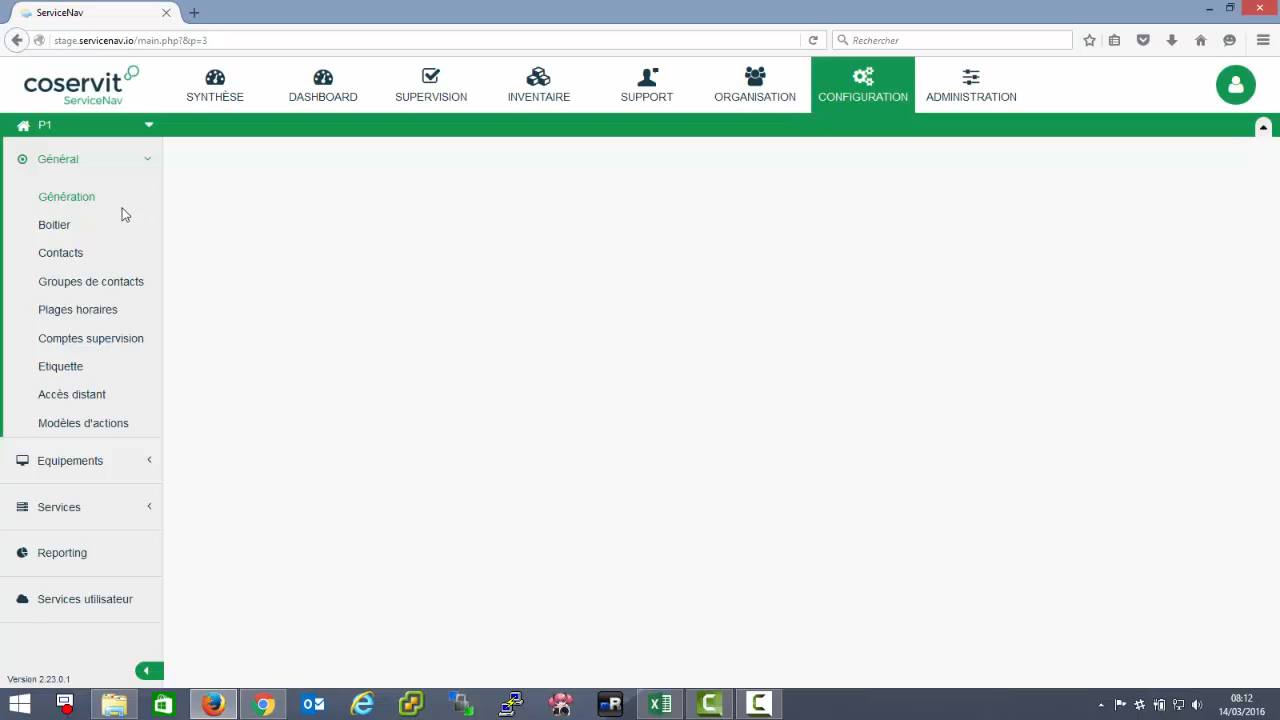 ServiceNav
stage.servicenav.io/main.php?&p=3
Rechercher
coservit
ServiceNav
SYNTHÈSE
DASHBOARD
SUPERVISION
INVENTAIRE
SUPPORT
ORGANISATION
CONFIGURATION
ADMINISTRATION
P1
Général
Génération
Boitier
Contacts
Groupes de contacts
Plages horaires
Comptes supervision
Etiquette
Accès distant
Modèles d'actions
Equipements
Services
Reporting
Services utilisateur
Version 2.23.0.1
mR
08:12
14/03/2016